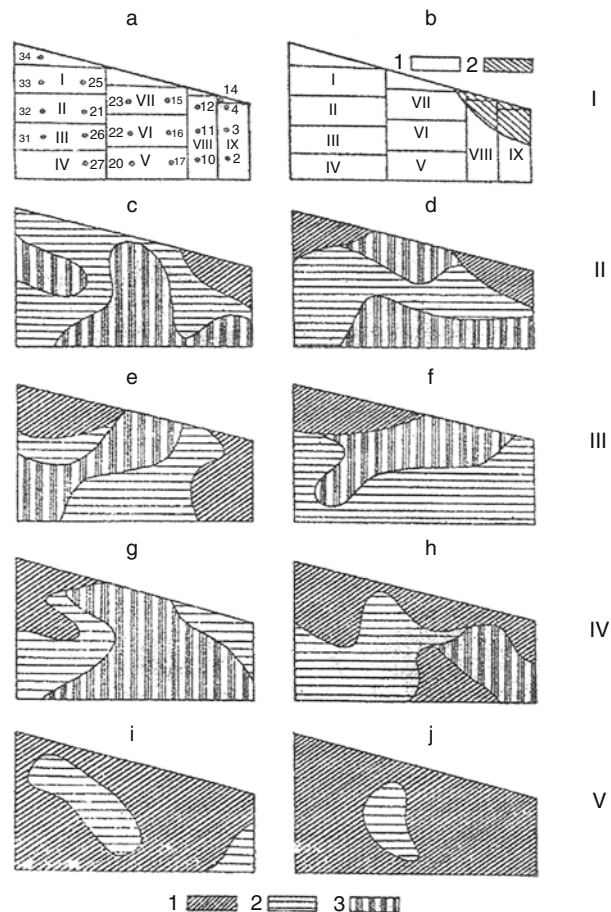 a b
34 14
33 I 25 23 VII 15 12 4
32 II 21 22 VI 16 11 3
31 III 26 VIII IX
IV 27 20 V 17 10 2
1 2
I VII
II VI
III VIII IX
IV V
I
c d
II
e f
III
g h
IV
i j
V
1 2 3